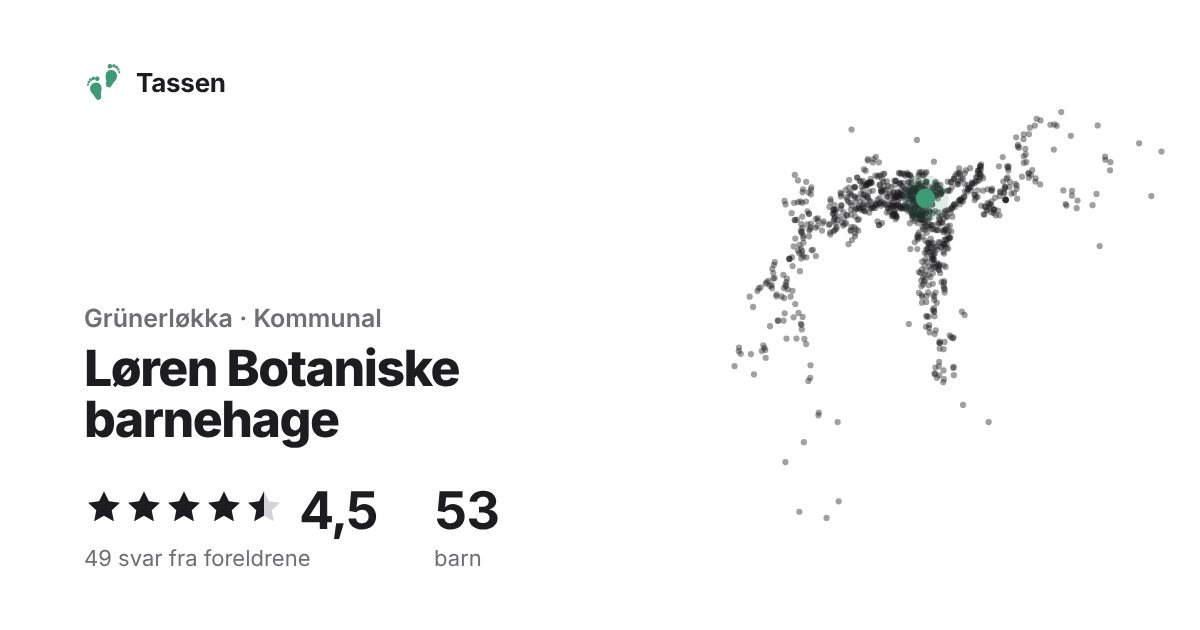 Tassen
Grünerløkka · Kommunal
Løren Botaniske
barnehage
4,5
53
49 svar fra foreldrene
barn